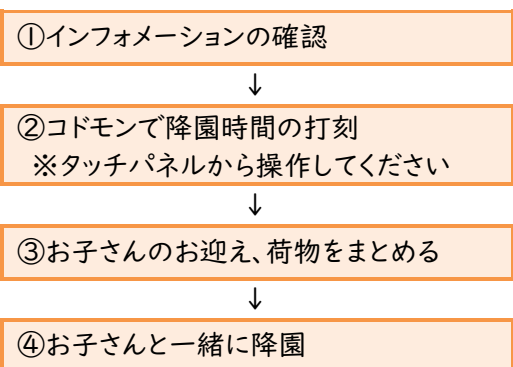 ①インフォメーションの確認
↓
②コドモンで降園時間の打刻
※タッチパネルから操作してください
↓
③お子さんのお迎え、荷物をまとめる
↓
④お子さんと一緒に降園